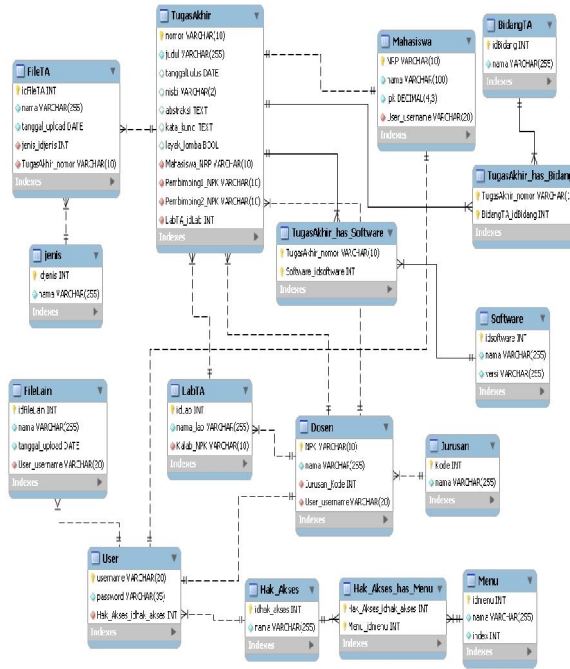 TugasAkhir
nomor VARCHAR(10)
judul VARCHAR(255)
tanggalLulus DATE
nisbi VARCHAR(2)
abstraksi TEXT
kata_kunci TEXT
layak_lomba BOOL
Mahasiswa_NRP VARCHAR(10)
Pembimbing1_NPK VARCHAR(10)
Pembimbing2_NPK VARCHAR(10)
LabTA_idLab INT
Indexes
Mahasiswa
NRP VARCHAR(10)
nama VARCHAR(100)
ipk DECIMAL(4,3)
User_username VARCHAR(20)
Indexes
BidangTA
idBidang INT
nama VARCHAR(255)
Indexes
FileTA
idFileTA INT
nama VARCHAR(255)
tanggal_upload DATE
jenis_idjenis INT
TugasAkhir_nomor VARCHAR(10)
Indexes
TugasAkhir_has_Bidang
TugasAkhir_nomor VARCHAR(1
BidangTA_idBidang INT
Indexes
TugasAkhir_has_Software
TugasAkhir_nomor VARCHAR(10)
Software_idsoftware INT
Indexes
jenis
idjenis INT
nama VARCHAR(255)
Indexes
Software
idsoftware INT
nama VARCHAR(255)
versi VARCHAR(255)
Indexes
FileLain
idFileLain INT
nama VARCHAR(255)
tanggal_upload DATE
User_username VARCHAR(20)
Indexes
LabTA
idLab INT
nama_lab VARCHAR(255)
Kalab_NPK VARCHAR(10)
Indexes
Dosen
NPK VARCHAR(10)
nama VARCHAR(255)
Jurusan_Kode INT
User_username VARCHAR(20)
Indexes
Jurusan
Kode INT
nama VARCHAR(255)
Indexes
User
username VARCHAR(20)
password VARCHAR(35)
Hak_Akses_idhak_akses INT
Indexes
Hak_Akses
idhak_akses INT
nama VARCHAR(255)
Indexes
Hak_Akses_has_Menu
Hak_Akses_idhak_akses INT
Menu_idmenu INT
Indexes
Menu
idmenu INT
nama VARCHAR(255)
index INT
Indexes